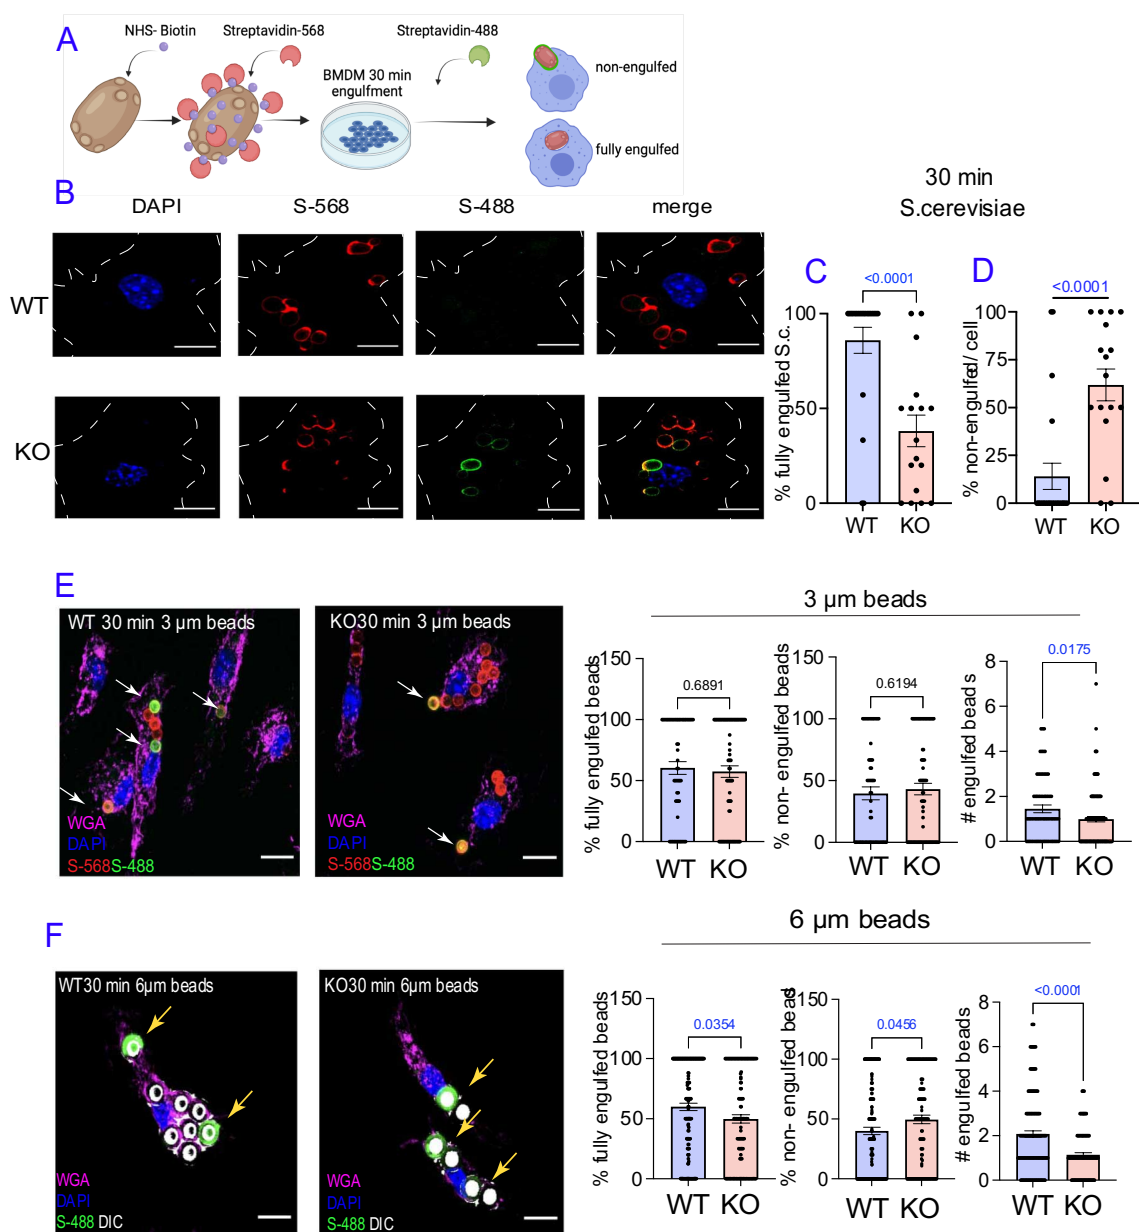 A
NHS- Biotin
Streptavidin-568
Streptavidin-488
BMDM 30 min
engulfment
non-engulfed
fully engulfed
B
DAPI
S-568
S-488
merge
WT
KO
30 min
S.cerevisiae
C
<0.0001
% fully engulfed S.c.
100
50
0
WT
KO
D
<0.0001
% non-engulfed/ cell
100
75
50
25
0
WT
KO
E
WT 30 min 3 µm beads
WGA
DAPI
S-568S-488
KO30 min 3 µm beads
WGA
DAPI
S-568S-488
3 µm beads
% fully engulfed beads
150
100
50
0
0.6891
WT KO
% non- engulfed beads
150
100
50
0
0.6194
WT KO
# engulfed beads
8
6
4
2
0
0.0175
WT KO
F
WT30 min 6µm beads
WGA
DAPI
S-488 DIC
KO30 min 6µm beads
WGA
DAPI
S-488 DIC
6 µm beads
% fully engulfed beads
150
100
50
0
0.0354
WT KO
% non- engulfed beads
150
100
50
0
0.0456
WT KO
# engulfed beads
8
6
4
2
0
<0.0001
WT KO